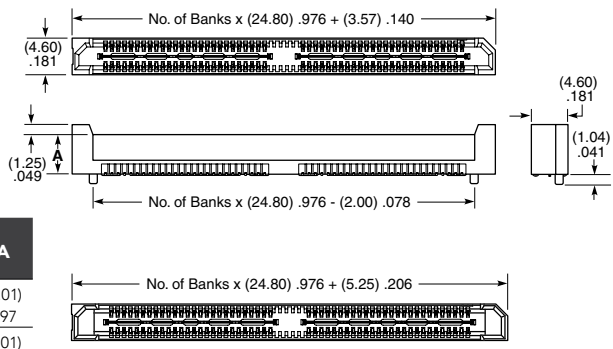 No. of Banks x (24.80) .976 + (3.57) .140
(4.60)
.181
(4.60)
.181
(1.04)
.041
A
(1.25)
.049
No. of Banks x (24.80) .976 - (2.00) .078
A
01)
97
01)
No. of Banks x (24.80) .976 + (5.25) .206